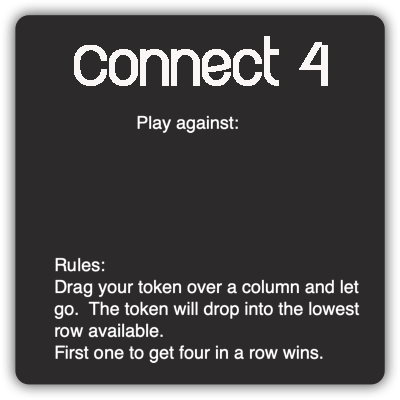 connect 4
Play against:
Rules:
Drag your token over a column and let
go.  The token will drop into the lowest
row available.
First one to get four in a row wins.